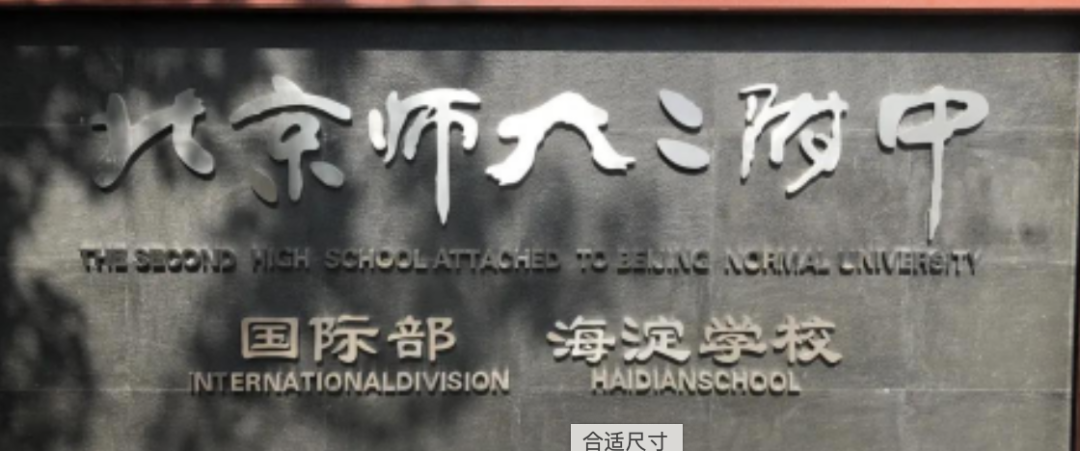 北京师大二附中
THE SECOND HIGH SCHOOL ATTACHED TO BEIJING NORMAL UNIVERSITY
国际部 海淀学校
INTERNATIONALDIVISION HAIDIANSCHOOL
合适尺寸